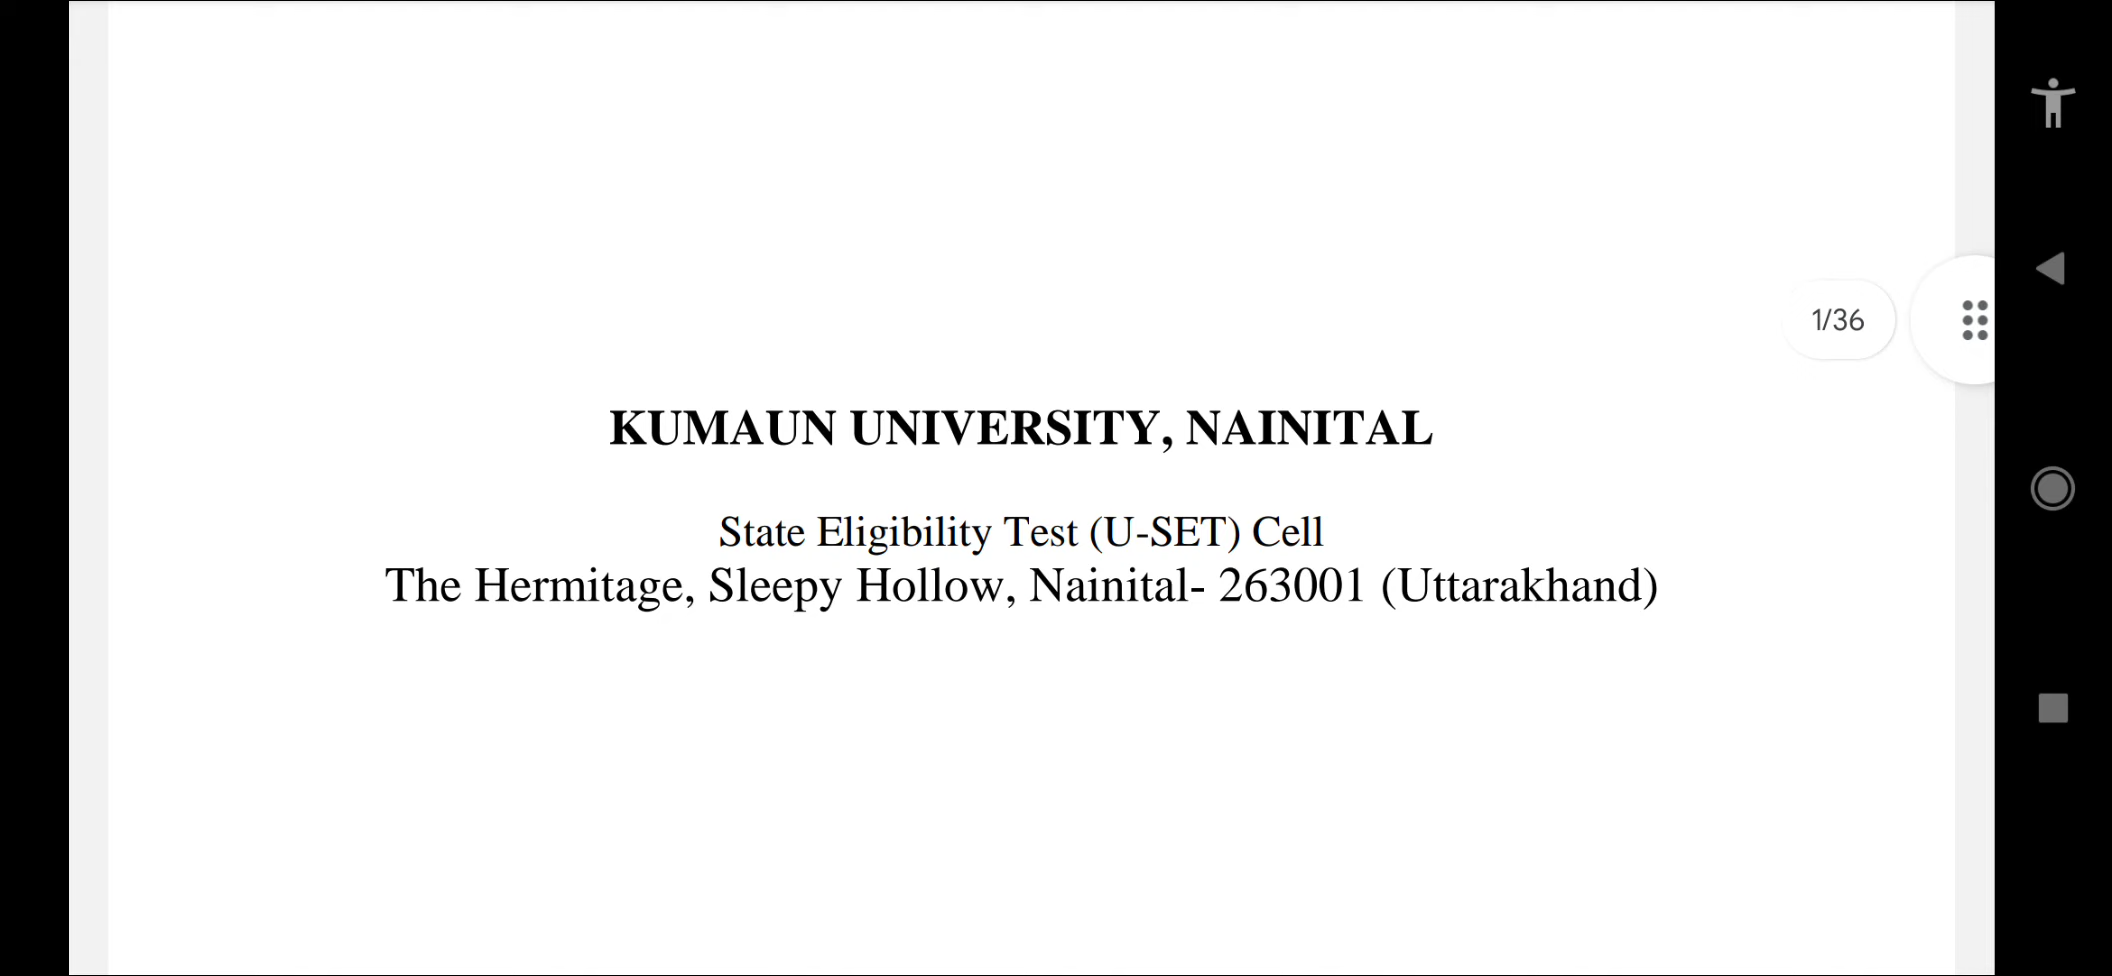 1/36
KUMAUN UNIVERSITY, NAINITAL
State Eligibility Test (U-SET) Cell
The Hermitage, Sleepy Hollow, Nainital- 263001 (Uttarakhand)